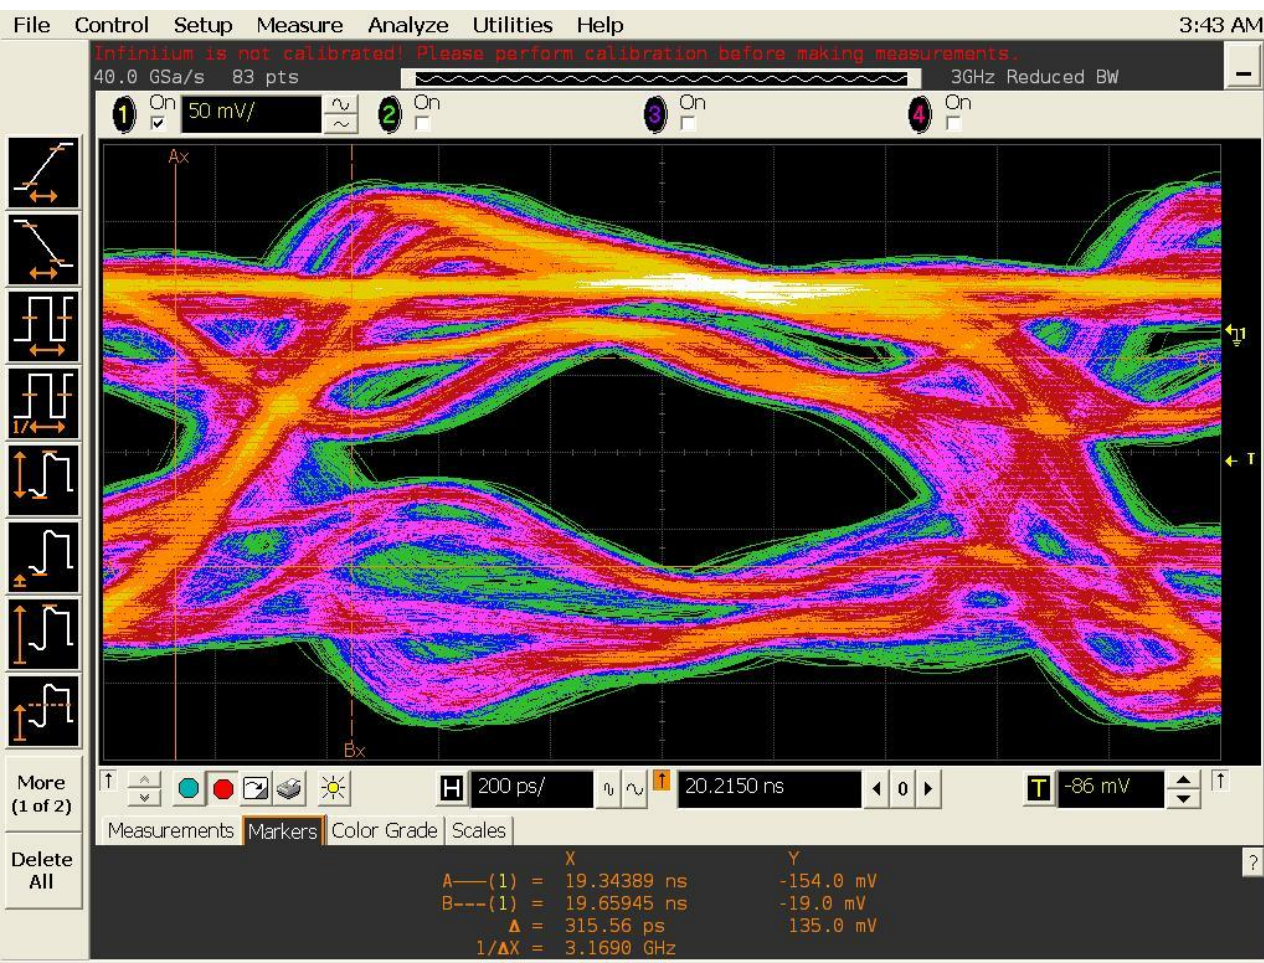 File Control Setup Measure Analyze Utilities Help 3:43 AM
Infiniium is not calibrated! Please perform calibration before making measurements.
40.0 GSa/s 83 pts 3GHz Reduced BW
1 On 50 mV/ 2 On 3 On 4 On
Ax
1
T
Bx
1/
More
(1 of 2)
Delete
All
H 200 ps/ 20.2150 ns 0 T -86 mV
Measurements Markers Color Grade Scales
?
X Y
A———(1) = 19.34389 ns -154.0 mV
B---(1) = 19.65945 ns -19.0 mV
Δ = 315.56 ps 135.0 mV
1/ΔX = 3.1690 GHz